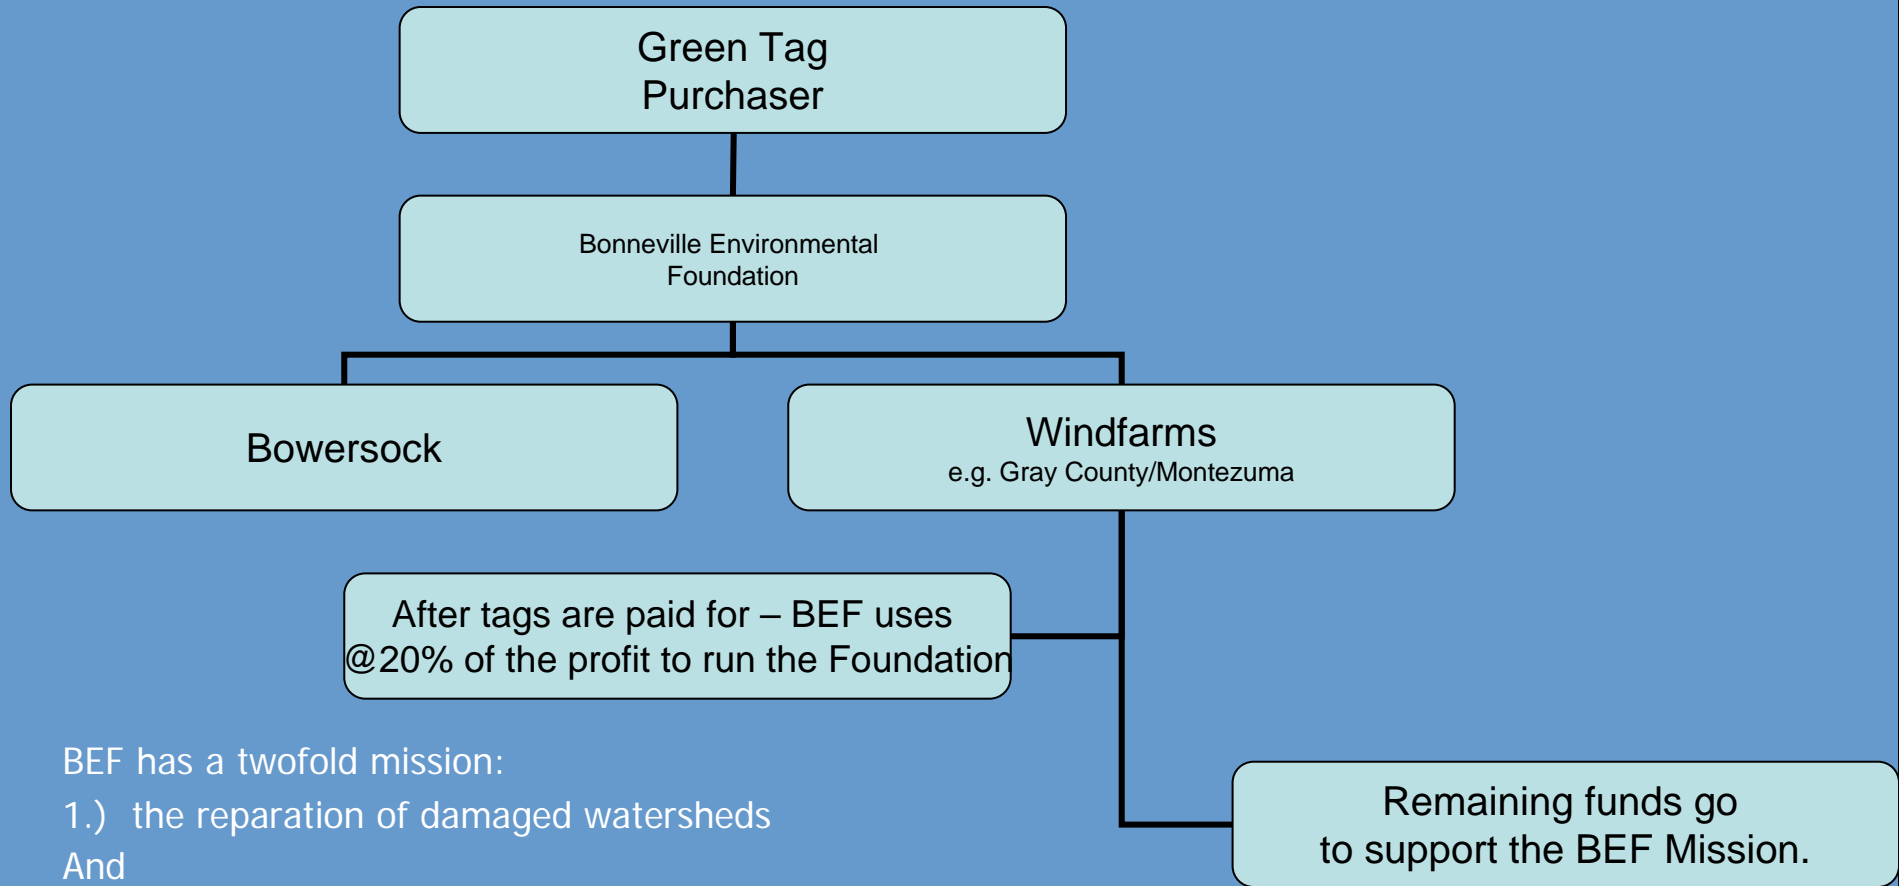 Green Tag
Purchaser
Bonneville Environmental
Foundation
Bowersock
Windfarms
e.g. Gray County/Montezuma
After tags are paid for – BEF uses
@20% of the profit to run the Foundation
BEF has a twofold mission:
1.) the reparation of damaged watersheds
And
Remaining funds go
to support the BEF Mission.